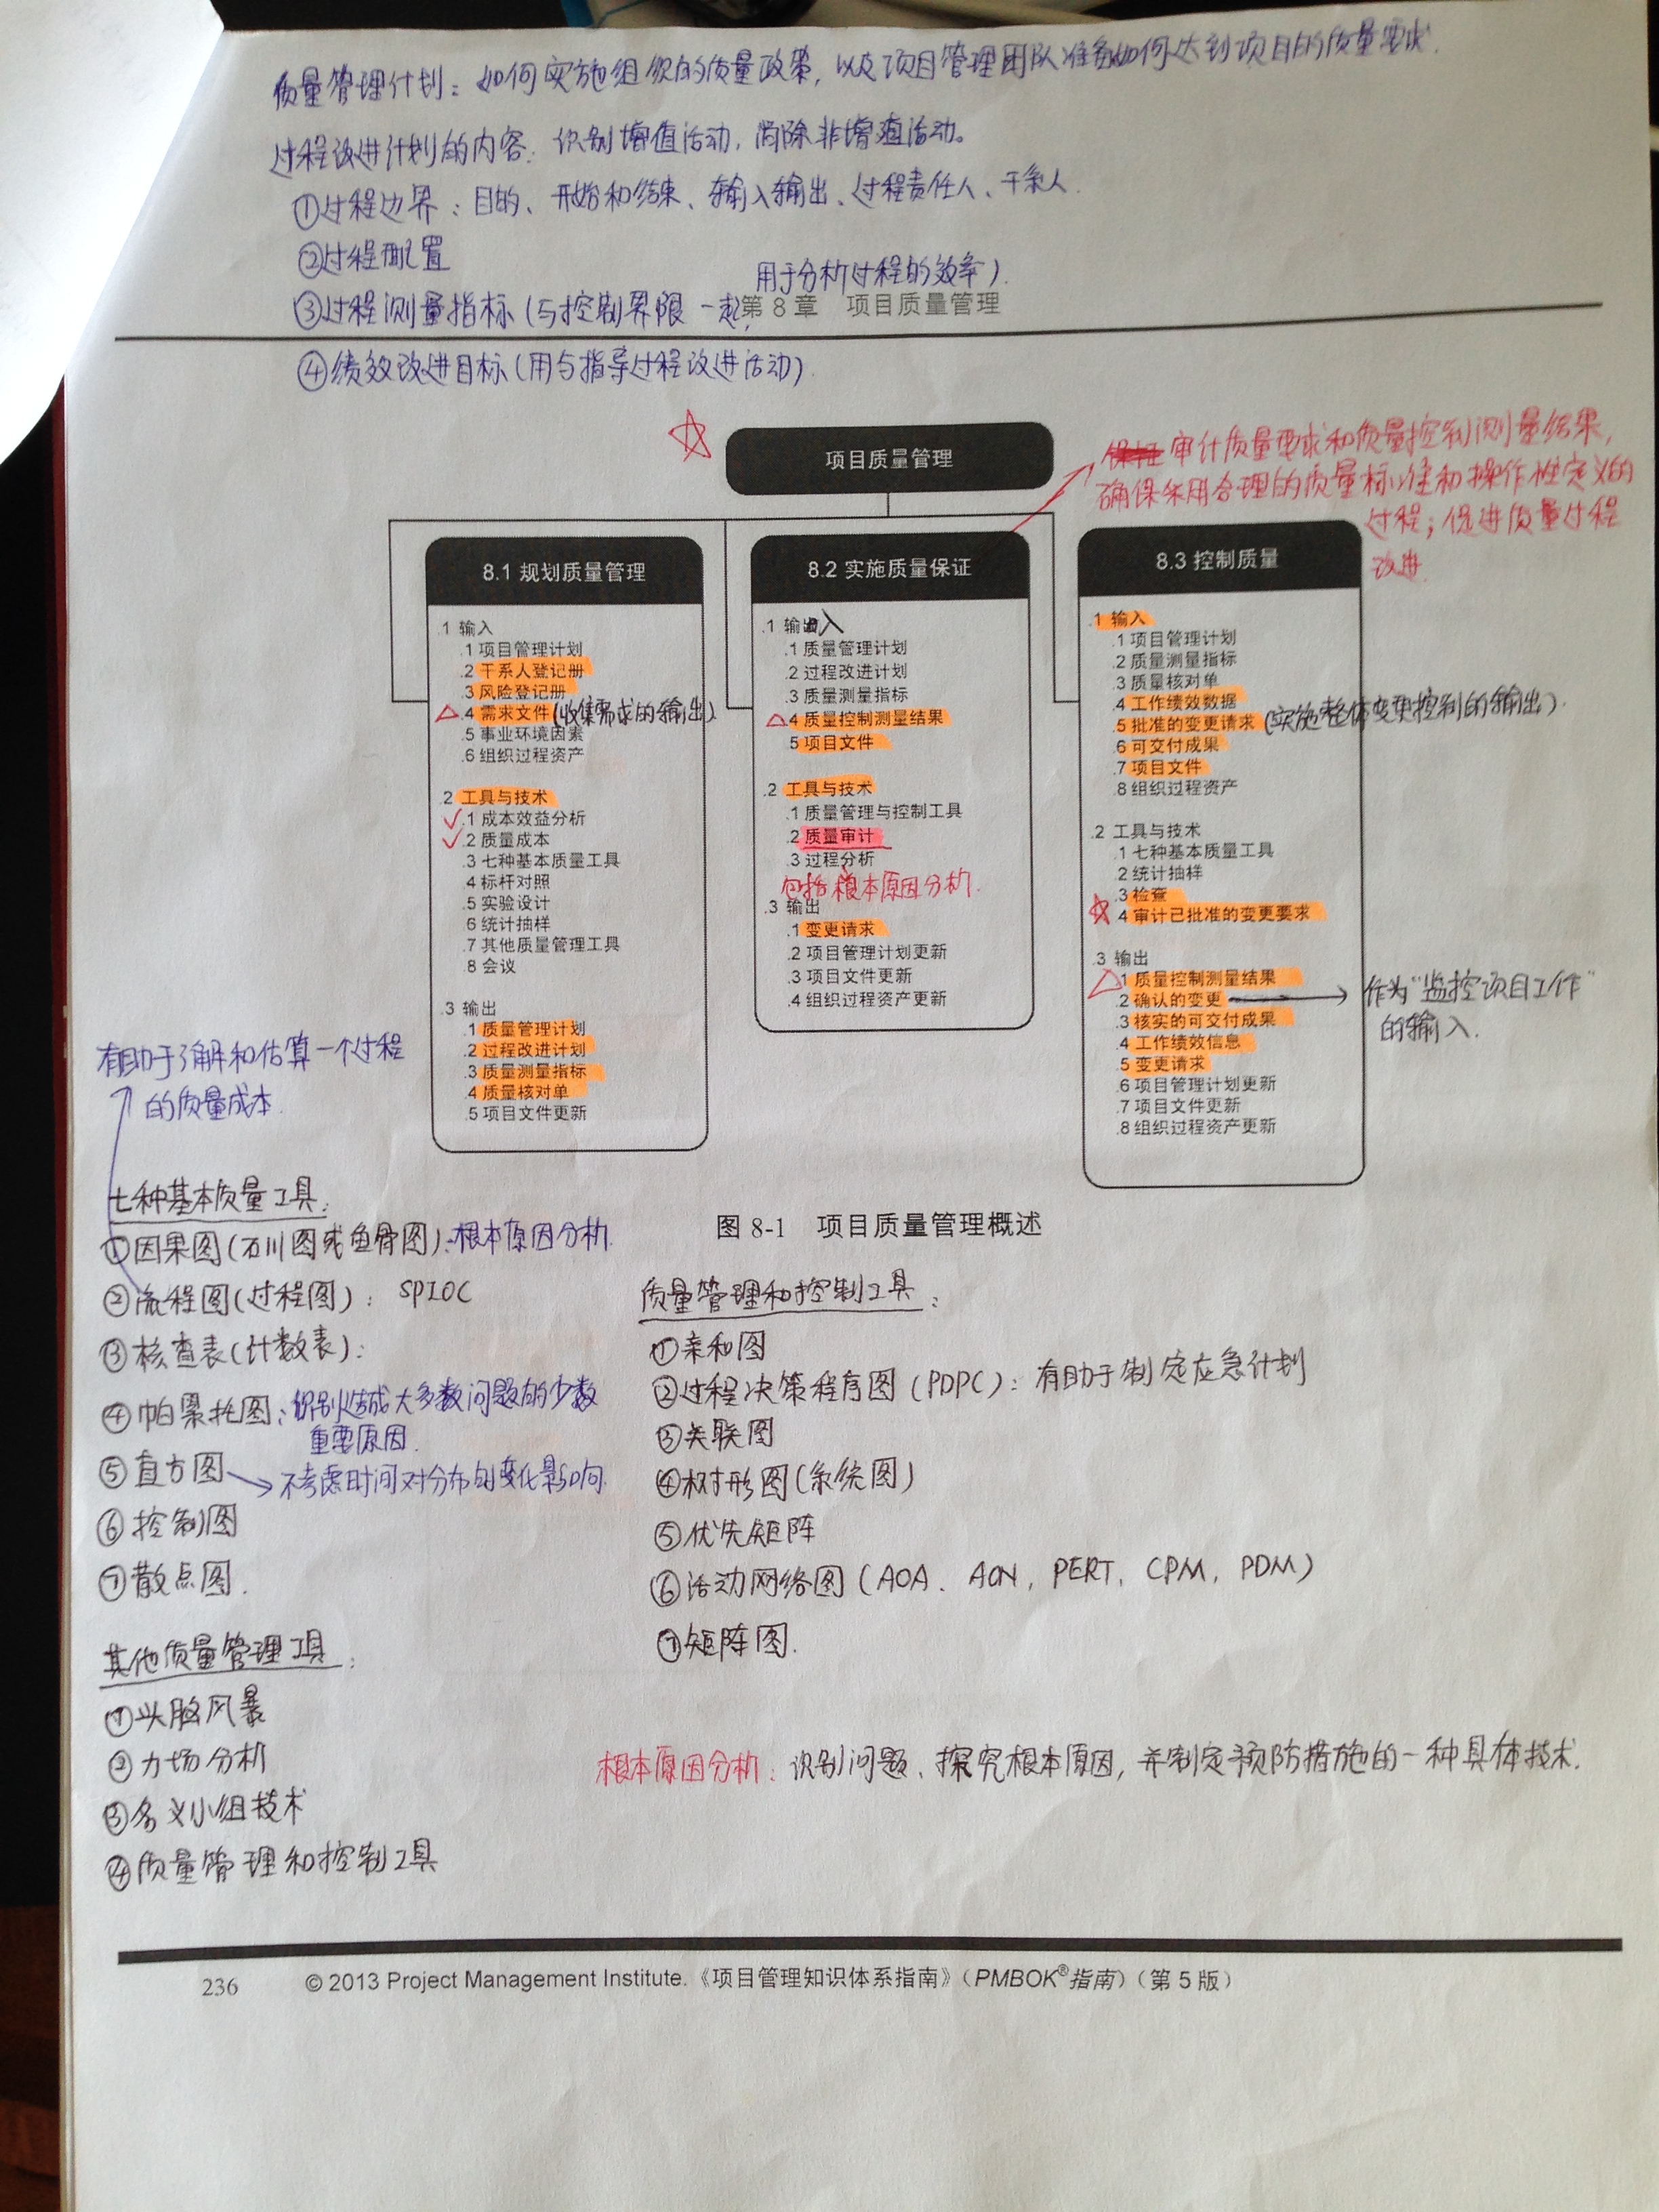 质量管理计划：如何实施组织的质量政策，以及项目管理团队准备如何达到项目的质量要求.
过程改进计划的内容：识别增值活动，消除非增值活动。
①过程边界：目的、开始和结束、输入输出、过程责任人、干系人.
②过程配置
③过程测量指标（与控制界限一起,
用于分析过程的效率）.
第 8 章 项目质量管理
④绩效改进目标（用与指导过程改进活动）.
项目质量管理
审计质量要求和质量控制测量结果,
确保采用合理的质量标准和操作性定义的
过程；促进质量过程
改进.
8.1 规划质量管理
.1 输入
.1 项目管理计划
.2 干系人登记册
.3 风险登记册
.4 需求文件 (收集需求的输出)
.5 事业环境因素
.6 组织过程资产
.2 工具与技术
.1 成本效益分析
.2 质量成本
.3 七种基本质量工具
.4 标杆对照
.5 实验设计
.6 统计抽样
.7 其他质量管理工具
.8 会议
.3 输出
.1 质量管理计划
.2 过程改进计划
.3 质量测量指标
.4 质量核对单
.5 项目文件更新
8.2 实施质量保证
.1 输入
.1 质量管理计划
.2 过程改进计划
.3 质量测量指标
.4 质量控制测量结果
.5 项目文件
.2 工具与技术
.1 质量管理与控制工具
.2 质量审计
.3 过程分析
包括根本原因分析.
.3 输出
.1 变更请求
.2 项目管理计划更新
.3 项目文件更新
.4 组织过程资产更新
8.3 控制质量
.1 输入
.1 项目管理计划
.2 质量测量指标
.3 质量核对单
.4 工作绩效数据
.5 批准的变更请求 (实施整体变更控制的输出).
.6 可交付成果
.7 项目文件
.8 组织过程资产
.2 工具与技术
.1 七种基本质量工具
.2 统计抽样
.3 检查
.4 审计已批准的变更要求
.3 输出
.1 质量控制测量结果
.2 确认的变更
.3 核实的可交付成果
.4 工作绩效信息
.5 变更请求
.6 项目管理计划更新
.7 项目文件更新
.8 组织过程资产更新
作为“监控项目工作”
的输入.
有助于了解和估算一个过程
的质量成本.
图 8-1 项目质量管理概述
七种基本质量工具：
①因果图（石川图或鱼骨图）:根本原因分析.
②流程图（过程图）：SPIOC
③核查表（计数表）：
④帕累托图：识别造成大多数问题的少数
重要原因.
⑤直方图→不考虑时间对分布的变化影响.
⑥控制图
⑦散点图.
质量管理和控制工具：
①亲和图
②过程决策程序图（PDPC）：有助于制定应急计划
③关联图
④树形图（系统图）
⑤优先矩阵
⑥活动网络图（AOA、AON, PERT, CPM, PDM）
⑦矩阵图.
其他质量管理工具：
①头脑风暴
②力场分析
③名义小组技术
④质量管理和控制工具
根本原因分析：识别问题、探究根本原因，并制定预防措施的一种具体技术.
236 © 2013 Project Management Institute.《项目管理知识体系指南》（PMBOK®指南）（第 5 版）